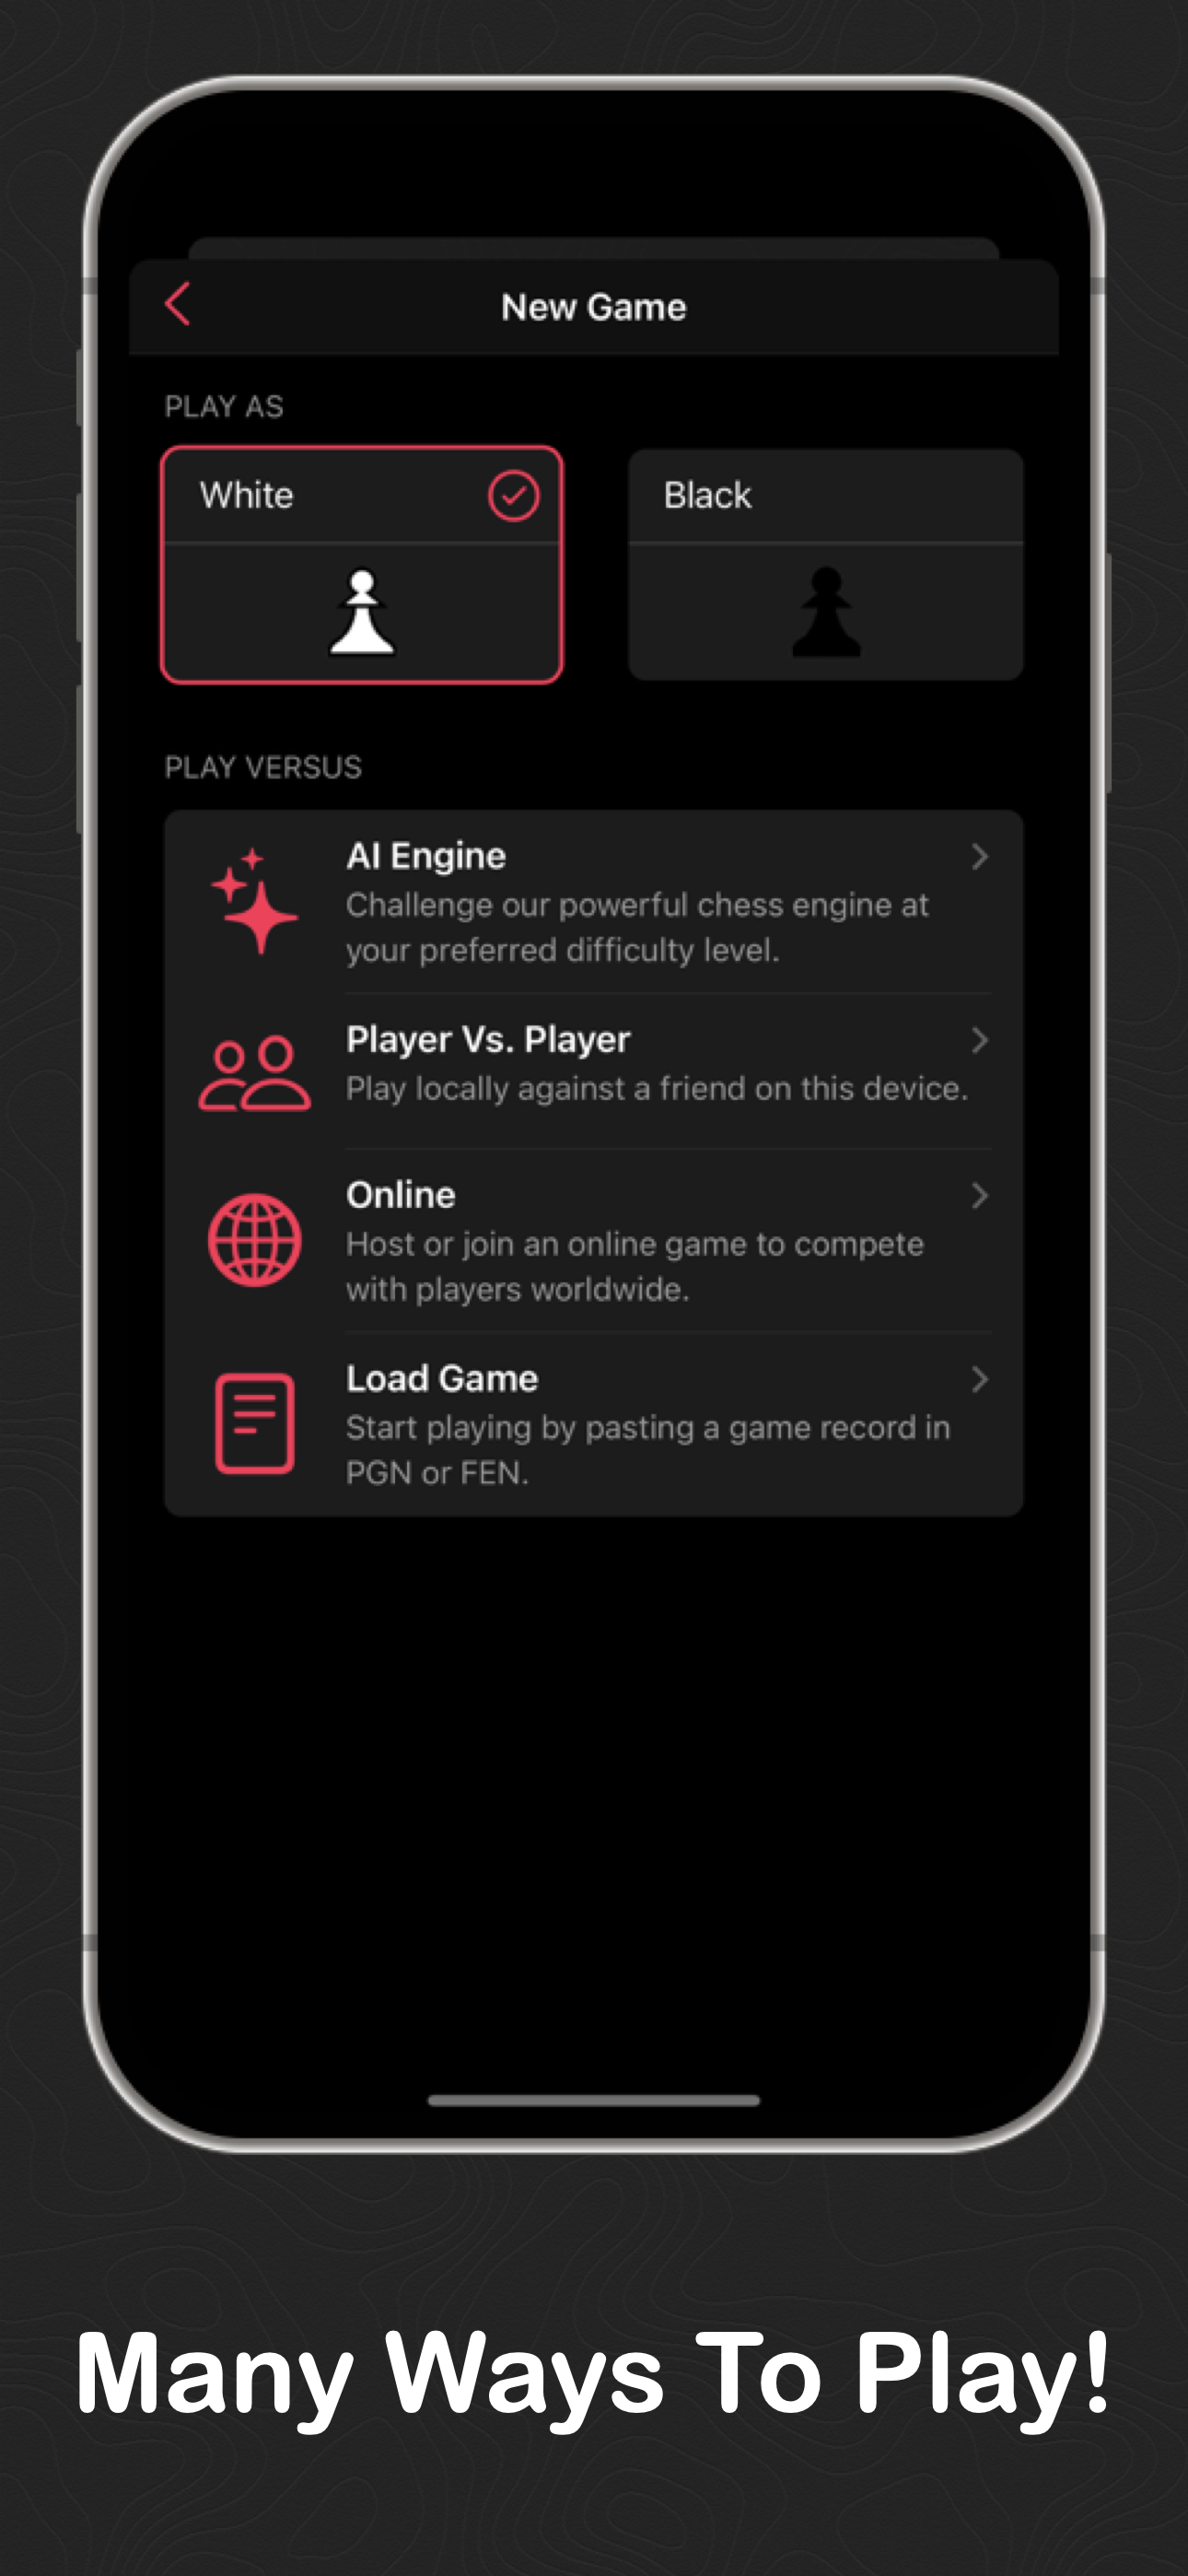 New Game
PLAY AS
White
Black
PLAY VERSUS
AI Engine
Challenge our powerful chess engine at
your preferred difficulty level.
Player Vs. Player
Play locally against a friend on this device.
Online
Host or join an online game to compete
with players worldwide.
Load Game
Start playing by pasting a game record in
PGN or FEN.
Many Ways To Play!